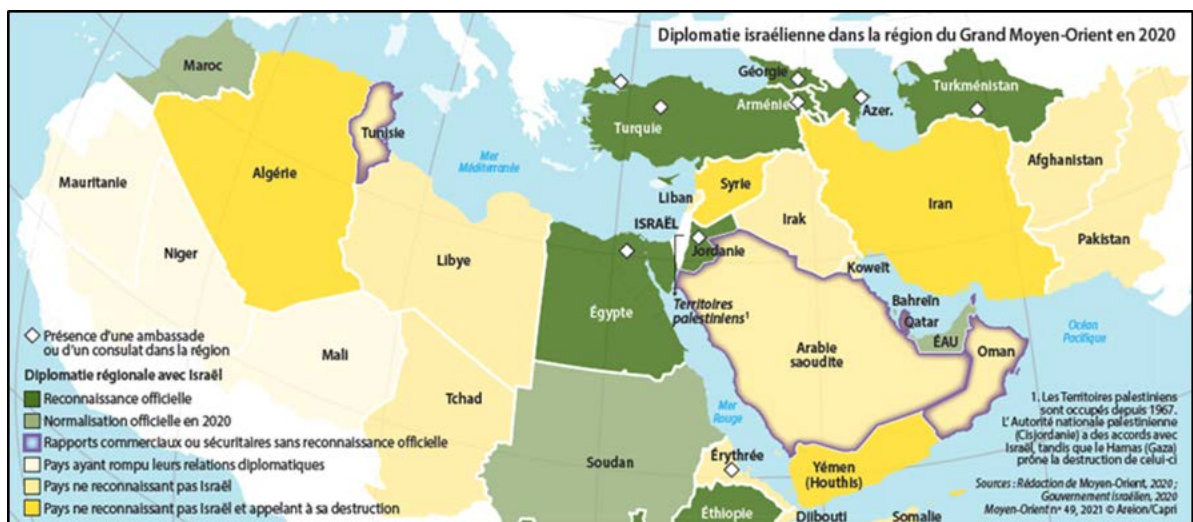 Diplomatie israélienne dans la région du Grand Moyen-Orient en 2020
Maroc
Géorgie
Turkménistan
Arménie
Azer.
Turquie
Tunisie
Mer
Méditerranée
Algérie
Mauritanie
Afghanistan
Syrie
Liban
Iran
ISRAËL
Irak
Jordanie
Pakistan
Niger
Libye
Koweït
Territoires
palestiniens¹
Bahreïn
Qatar
Égypte
ÉAU
Oman
Océan
Pacifique
Mali
Arabie
saoudite
Tchad
Mer
Rouge
Soudan
Érythrée
Yémen
(Houthis)
Éthiopie
Djibouti
Somalie
Présence d'une ambassade
ou d'un consulat dans la région
Diplomatie régionale avec Israël
Reconnaissance officielle
Normalisation officielle en 2020
Rapports commerciaux ou sécuritaires sans reconnaissance officielle
Pays ayant rompu leurs relations diplomatiques
Pays ne reconnaissant pas Israël
Pays ne reconnaissant pas Israël et appelant à sa destruction
1. Les Territoires palestiniens
sont occupés depuis 1967.
L'Autorité nationale palestinienne
(Cisjordanie) a des accords avec
Israël, tandis que le Hamas (Gaza)
prône la destruction de celui-ci
Sources : Rédaction de Moyen-Orient, 2020 ;
Gouvernement israélien, 2020
Moyen-Orient n° 49, 2021 © Areion/Capri